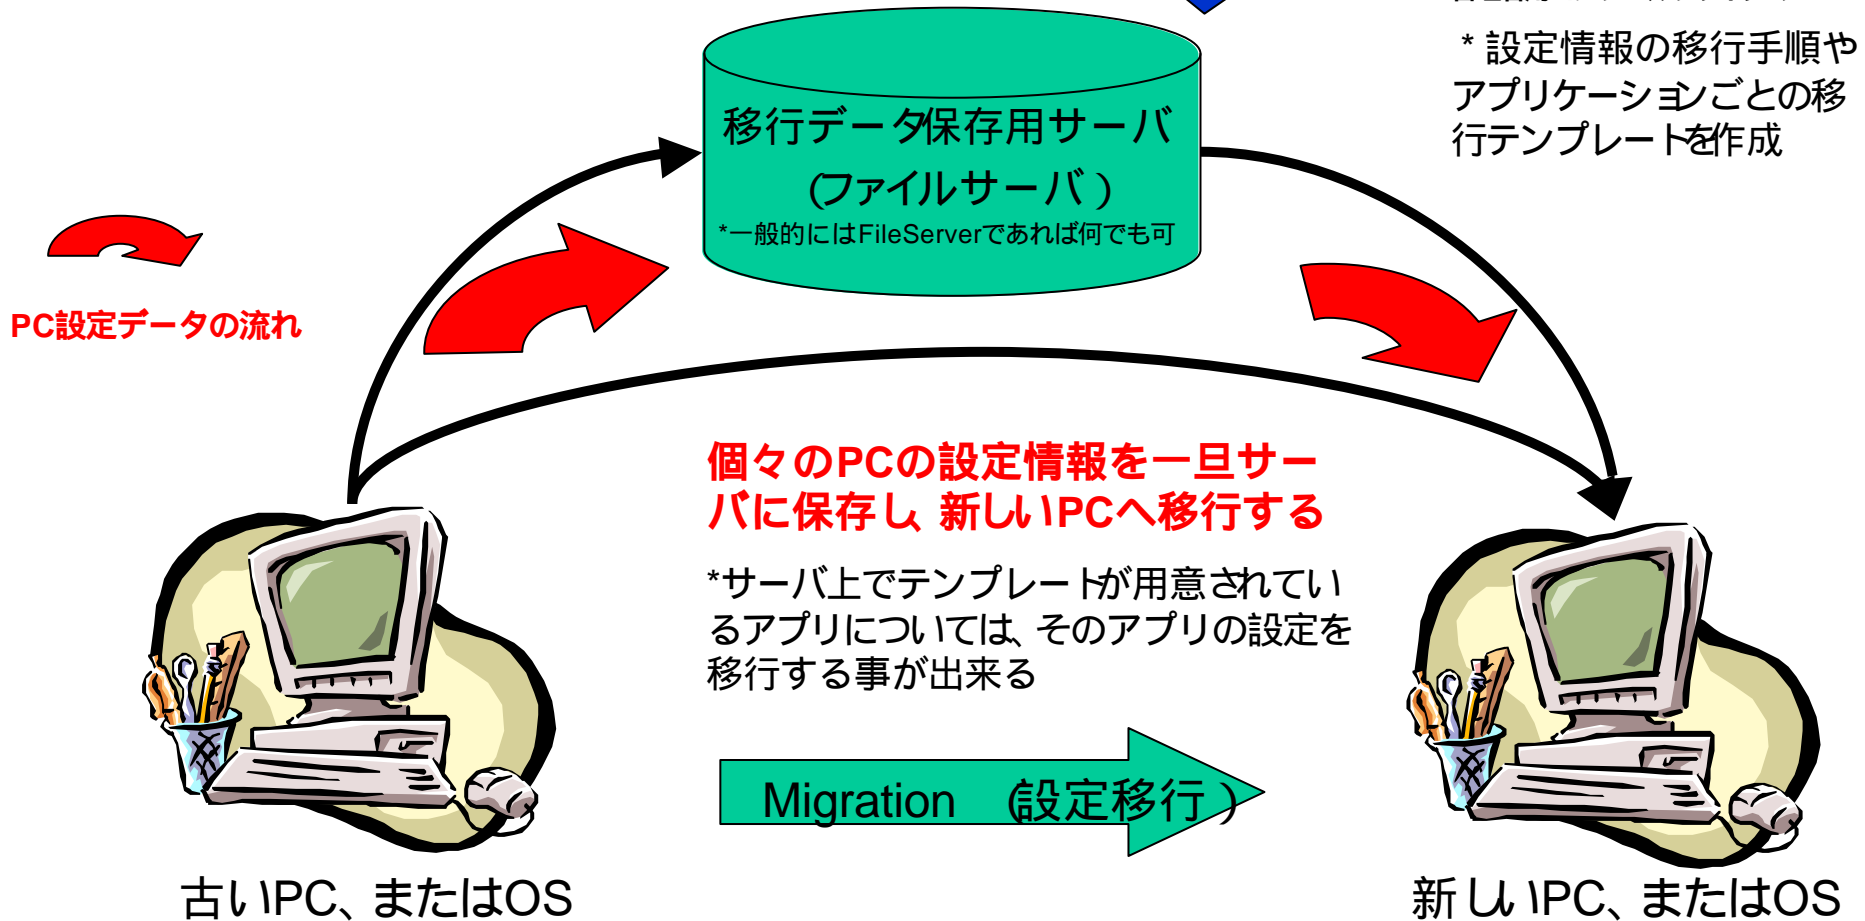 * 設定情報の移行手順や
アプリケーションごとの移
行テンプレートを作成
移行データ保存用サーバ
(ファイルサーバ)
*一般的にはFileServerであれば何でも可
PC設定データの流れ
個々のPCの設定情報を一旦サー
バに保存し、新しいPCへ移行する
*サーバ上でテンプレートが用意されてい
るアプリについては、そのアプリの設定を
移行する事が出来る
Migration (設定移行)
古いPC、またはOS
新しいPC、またはOS